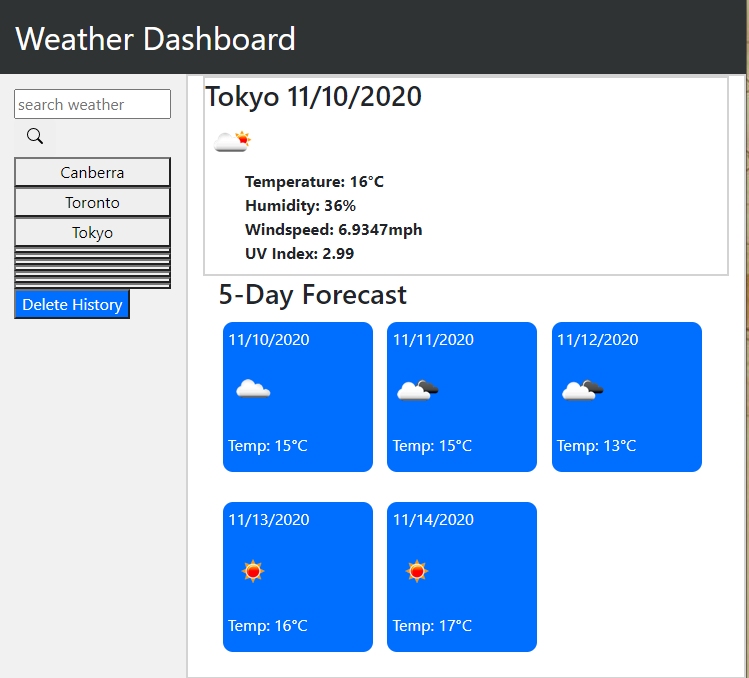 Weather Dashboard
search weather
Canberra
Toronto
Tokyo
Delete History
Tokyo 11/10/2020
Temperature: 16°C
Humidity: 36%
Windspeed: 6.9347mph
UV Index: 2.99
5-Day Forecast
11/10/2020
Temp: 15°C
11/11/2020
Temp: 15°C
11/12/2020
Temp: 13°C
11/13/2020
Temp: 16°C
11/14/2020
Temp: 17°C